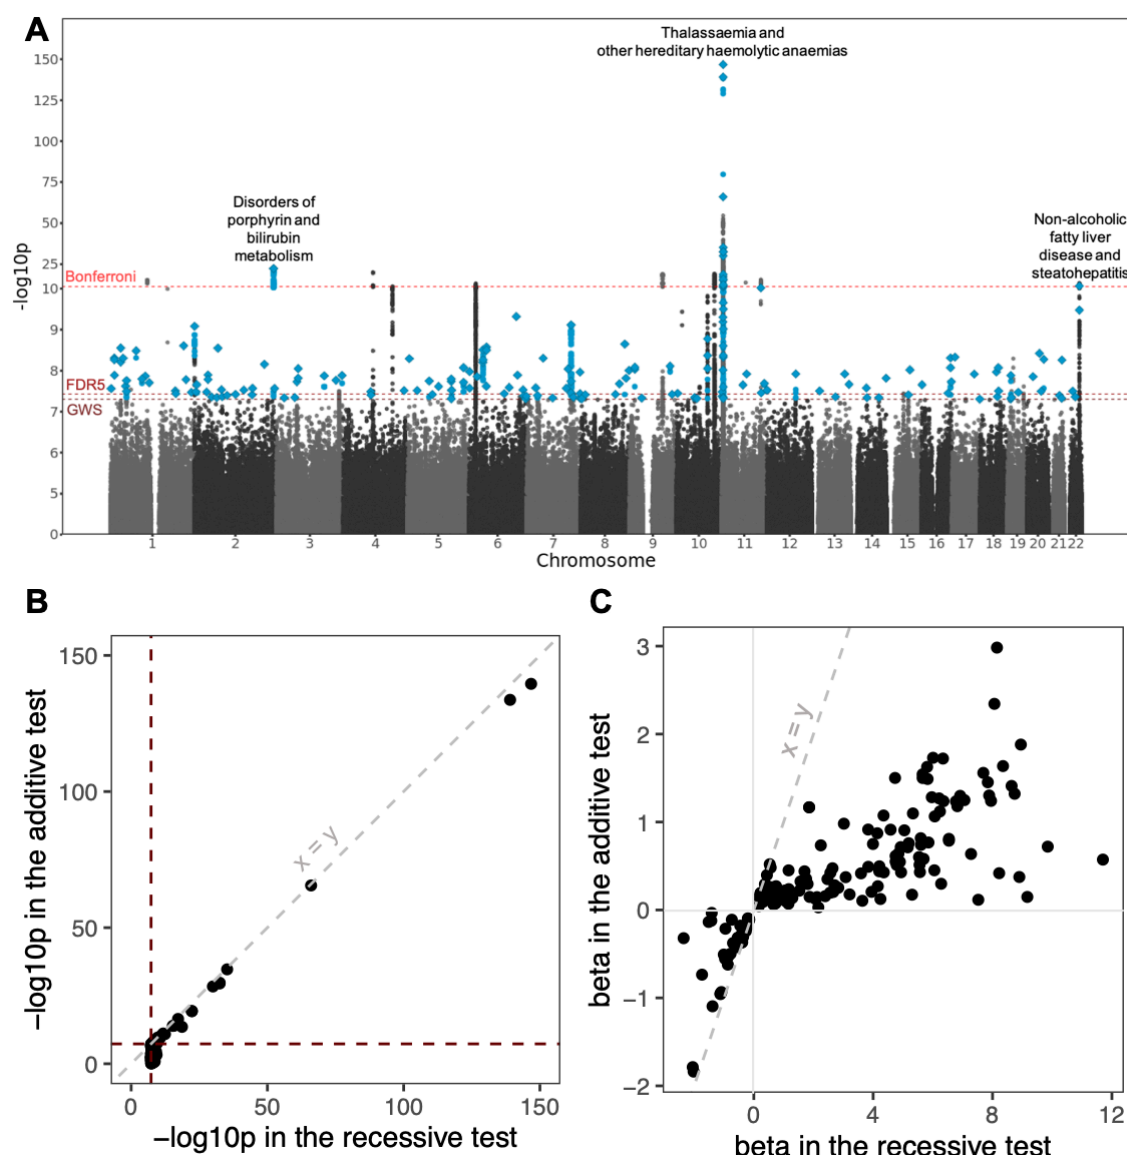 A
Thalassaemia and
other hereditary haemolytic anaemias
150
125
100
75
50
25
10
9
8
7
6
5
0
-log10p
Disorders of
porphyrin and
bilirubin
metabolism
Non-alcoholic
fatty liver
disease and
steatohepatitis
Bonferroni
FDR5
GWS
1 2 3 4 5 6 7 8 9 10 11 12 13 14 15 16 17 18 19 20 21 22
Chromosome
B
150
100
50
0
−log10p in the additive test
x = y
0 50 100 150
−log10p in the recessive test
C
3
2
1
0
−1
−2
beta in the additive test
x = y
0 4 8 12
beta in the recessive test